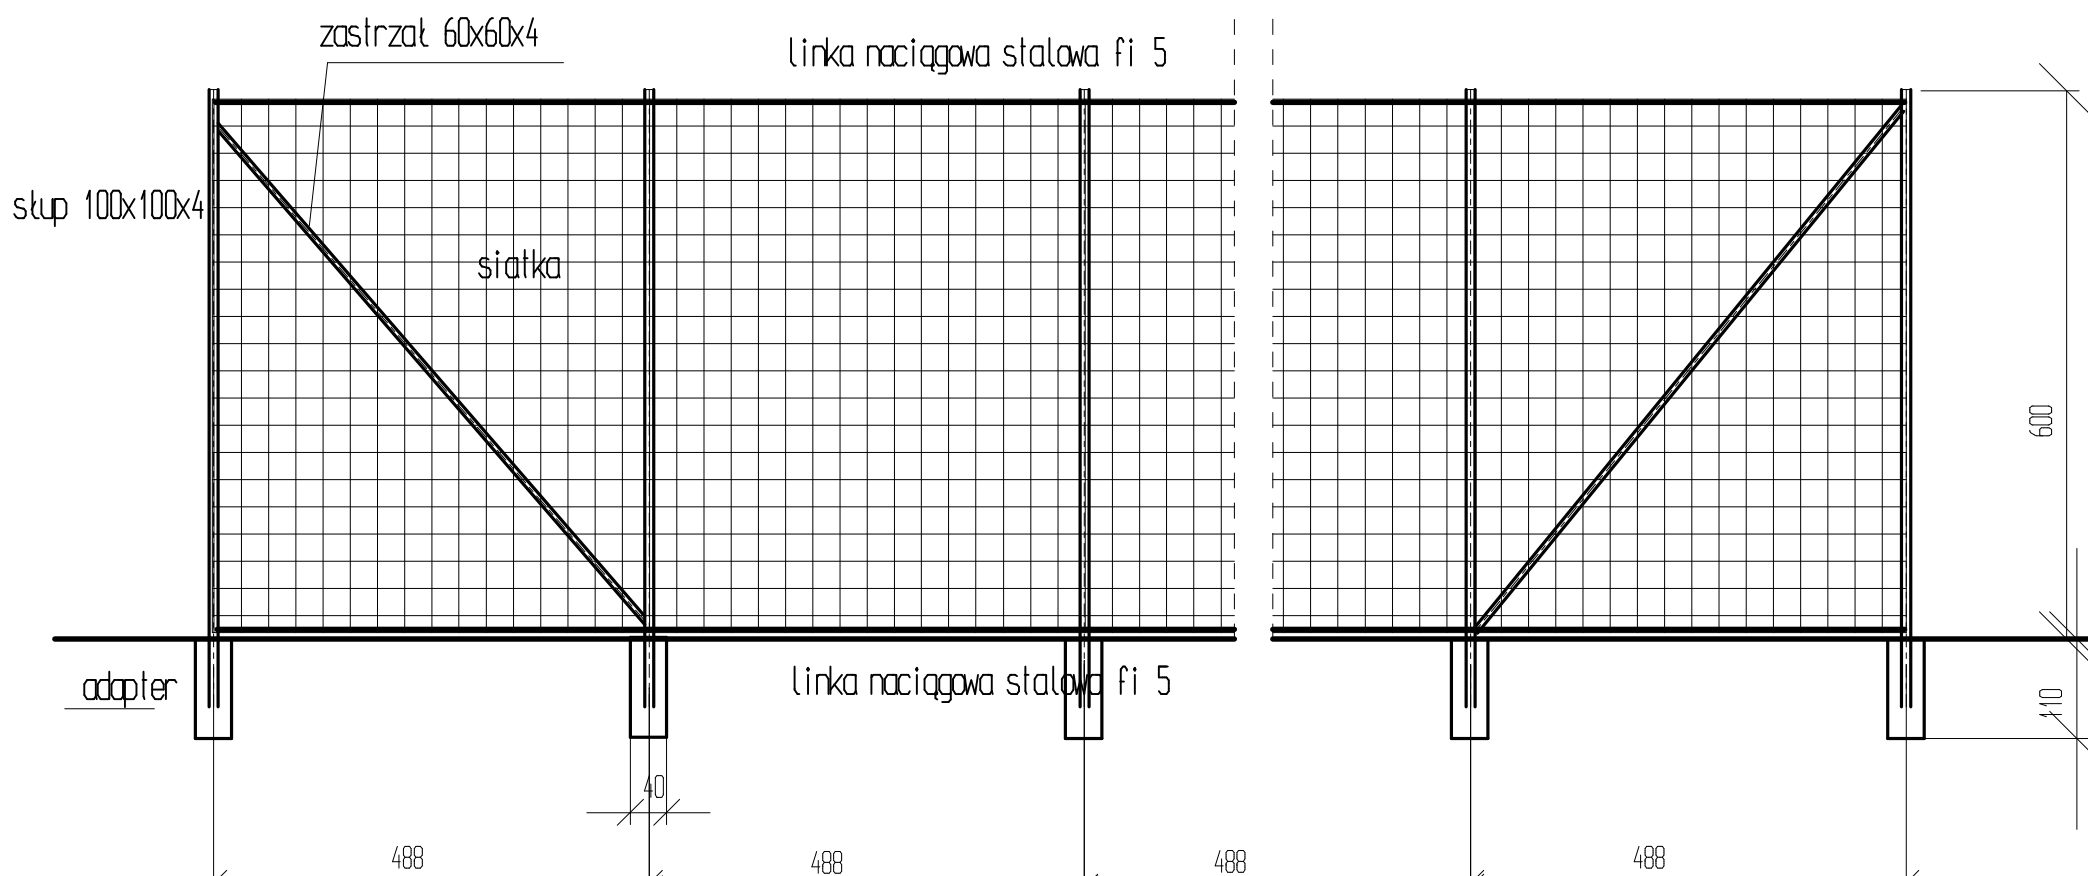 zastrzał 60x60x4
linka naciągowa stalowa fi 5
słup 100x100x4
siatka
600
adapter
linka naciągowa stalowa fi 5
110
40
488
488
488
488